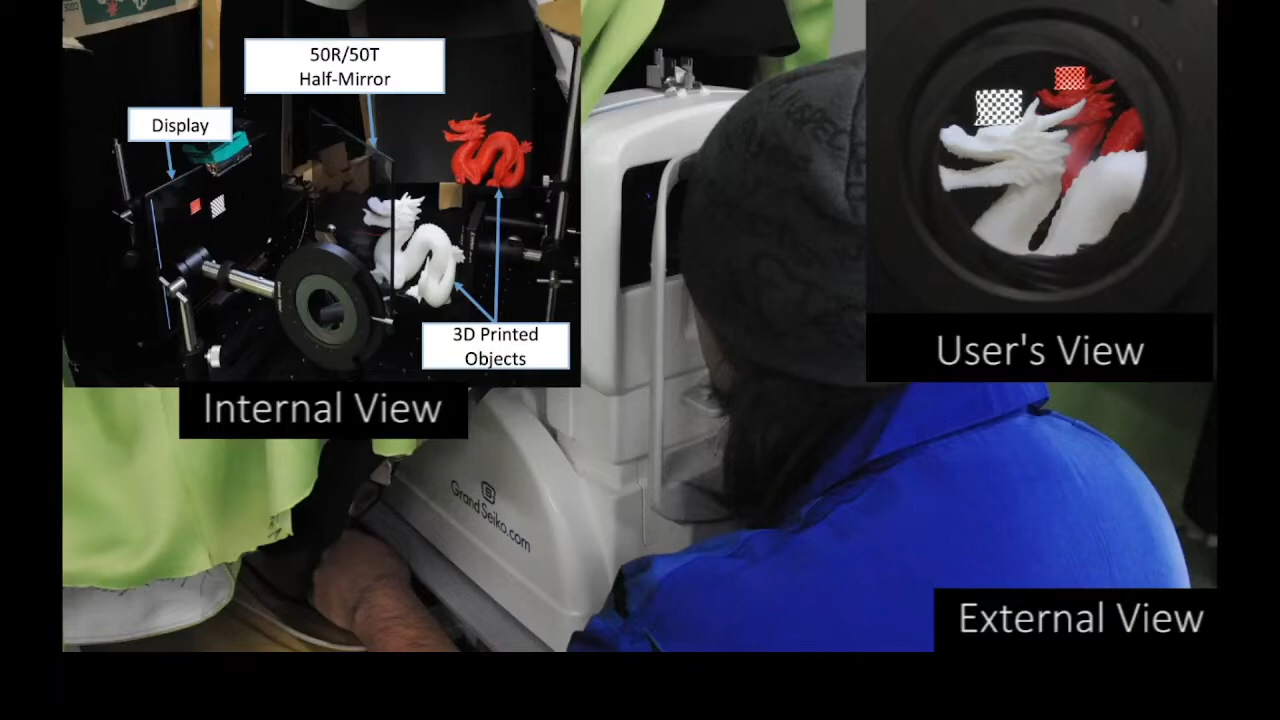 50R/50T
Half-Mirror
Display
3D Printed
Objects
Internal View
User's View
GrandSeiko.com
External View